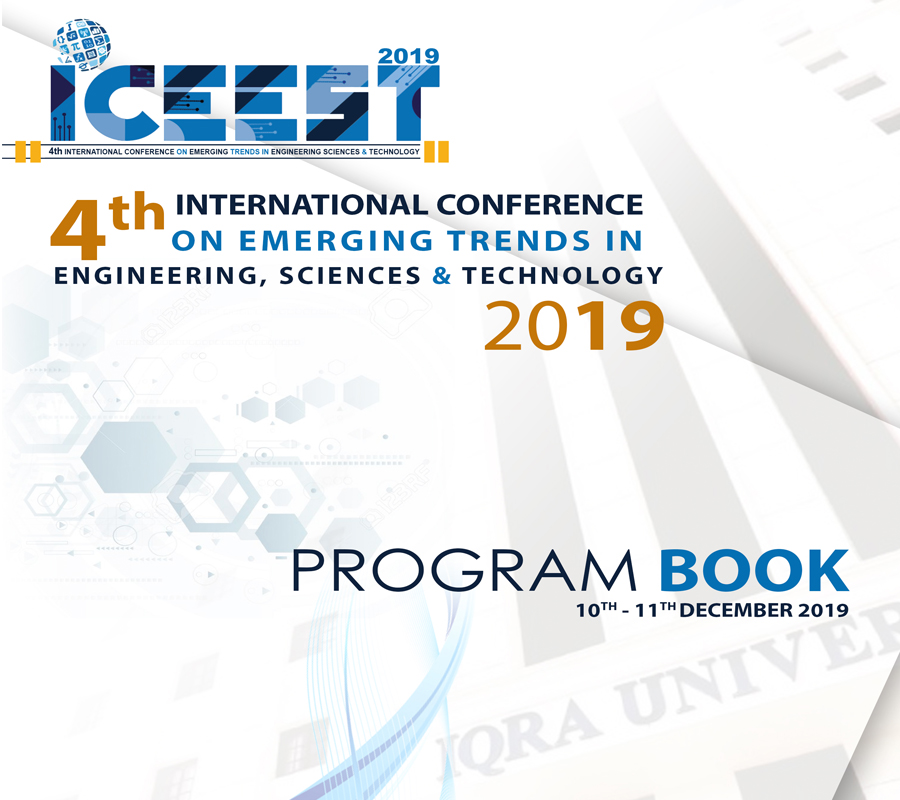 2019
ICEEST
4th INTERNATIONAL CONFERENCE ON EMERGING TRENDS IN ENGINEERING SCIENCES & TECHNOLOGY
4th INTERNATIONAL CONFERENCE
ON EMERGING TRENDS IN
ENGINEERING, SCIENCES & TECHNOLOGY
2019
PROGRAM BOOK
10TH - 11TH DECEMBER 2019
IQRA UNIVER